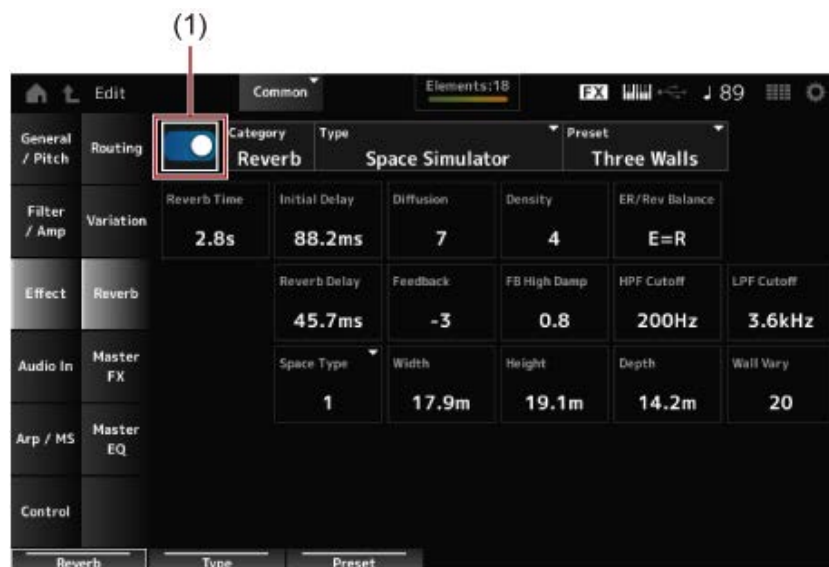 (1)
Edit
Common
Elements:18
FX
89
General / Pitch
Filter / Amp
Effect
Audio In
Arp / MS
Control
Routing
Variation
Reverb
Master FX
Master EQ
Category
Reverb
Type
Space Simulator
Preset
Three Walls
Reverb Time
2.8s
Initial Delay
88.2ms
Diffusion
7
Density
4
ER/Rev Balance
E=R
Reverb Delay
45.7ms
Feedback
-3
FB High Damp
0.8
HPF Cutoff
200Hz
LPF Cutoff
3.6kHz
Space Type
1
Width
17.9m
Height
19.1m
Depth
14.2m
Wall Vary
20
Reverb
Type
Preset